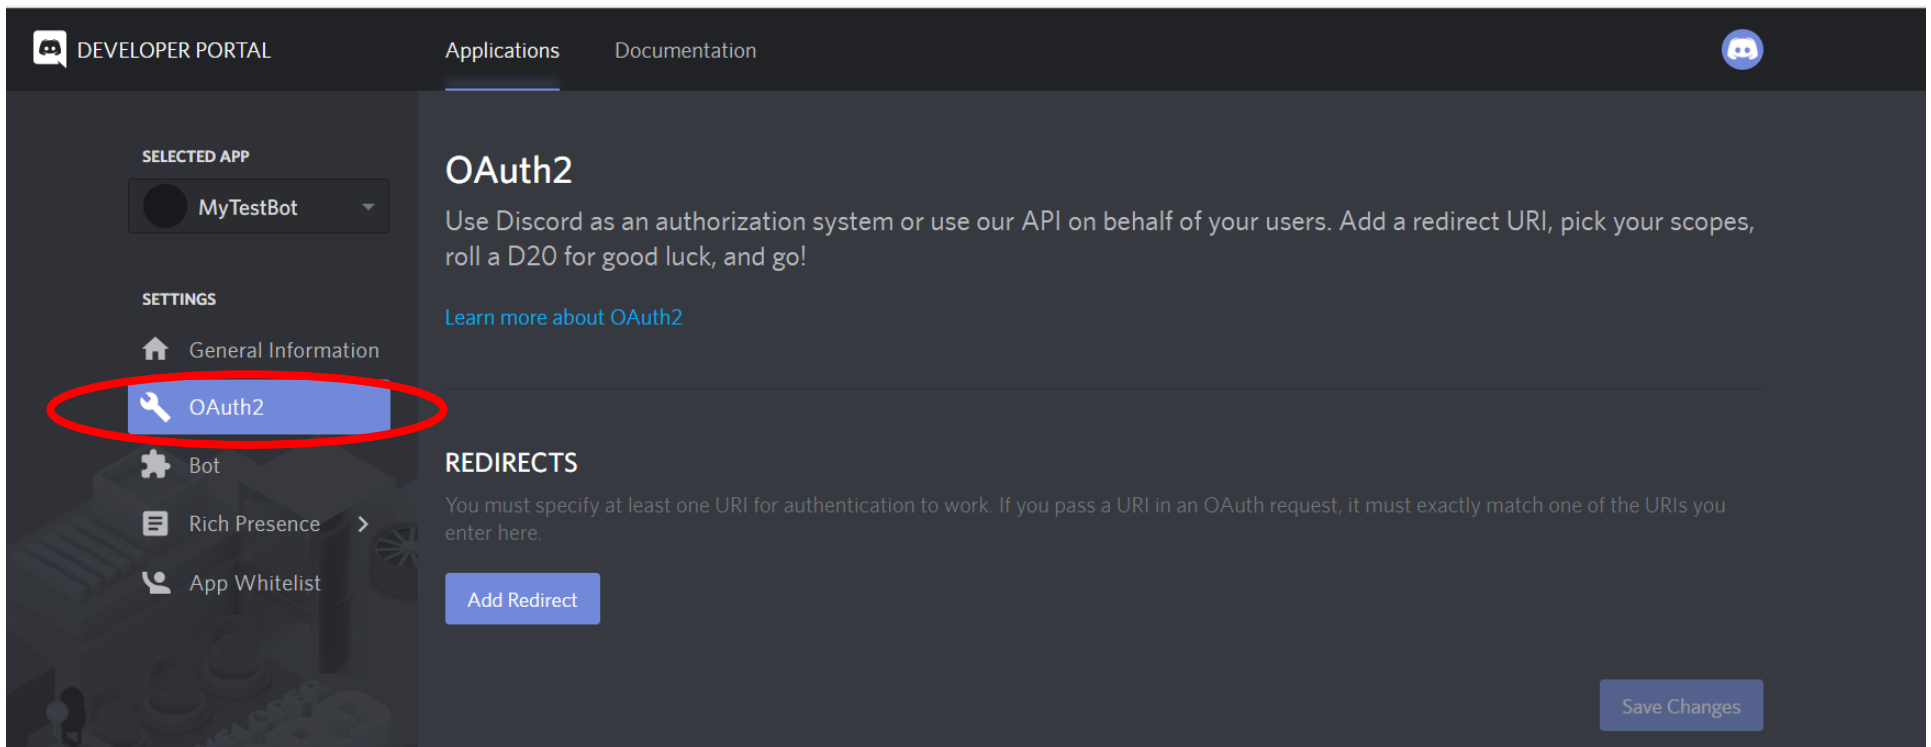 DEVELOPER PORTAL
Applications
Documentation
SELECTED APP
MyTestBot
SETTINGS
General Information
OAuth2
Bot
Rich Presence
App Whitelist
OAuth2
Use Discord as an authorization system or use our API on behalf of your users. Add a redirect URI, pick your scopes,
roll a D20 for good luck, and go!
Learn more about OAuth2
REDIRECTS
You must specify at least one URI for authentication to work. If you pass a URI in an OAuth request, it must exactly match one of the URIs you
enter here.
Add Redirect
Save Changes